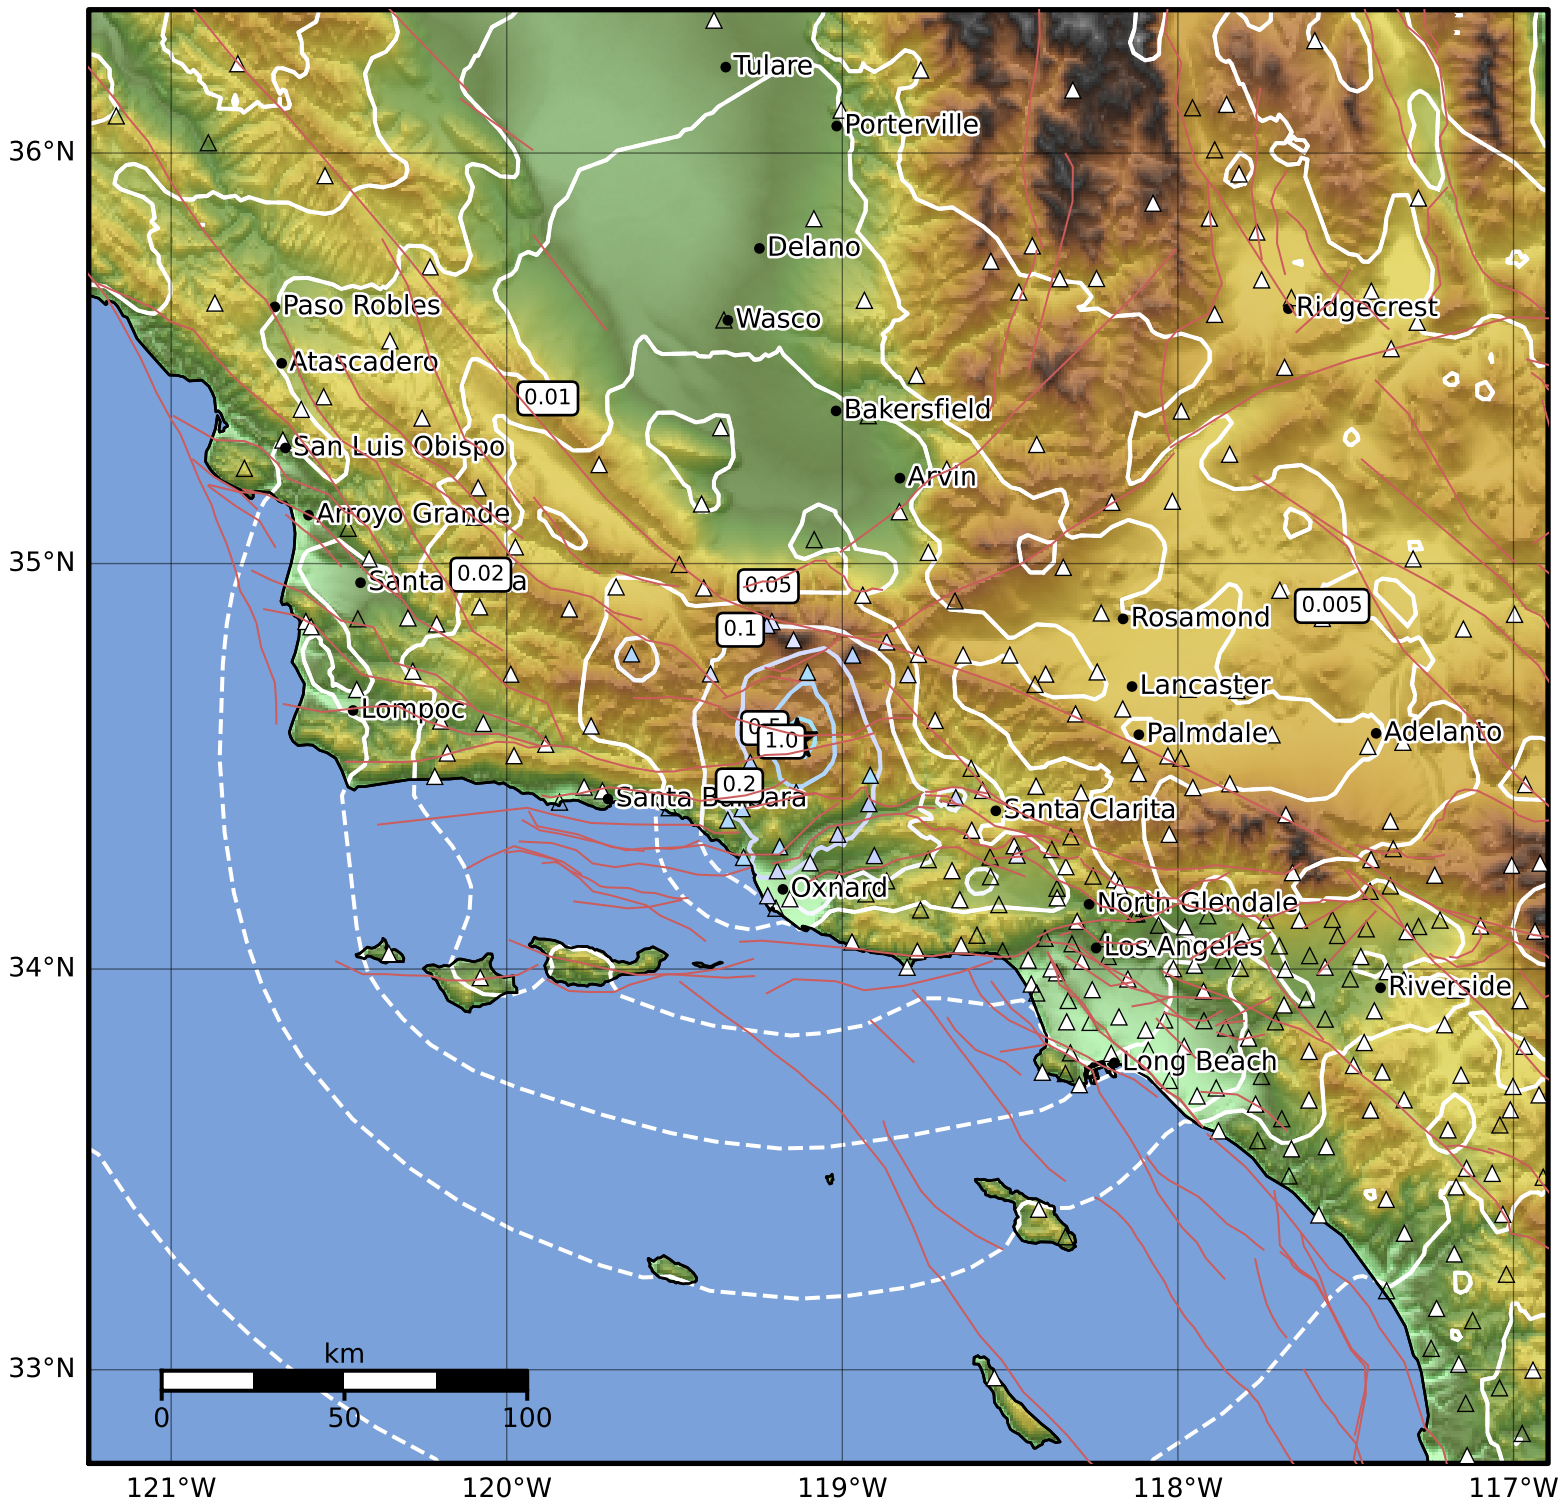 Tulare
Porterville
36°N
Delano
Paso Robles
Wasco
Ridgecrest
Atascadero
0.01
Bakersfield
San Luis Obispo
Arvin
Arroyo Grande
35°N
0.02
Santa
a
0.05
0.005
0.1
Rosamond
Lancaster
Lompoc
1.0
Palmdale
Adelanto
0.2
Santa Barbara
Santa Clarita
Oxnard
North Glendale
Los Angeles
34°N
Riverside
Long Beach
33°N
km
0 50 100
121°W 120°W 119°W 118°W 117°W